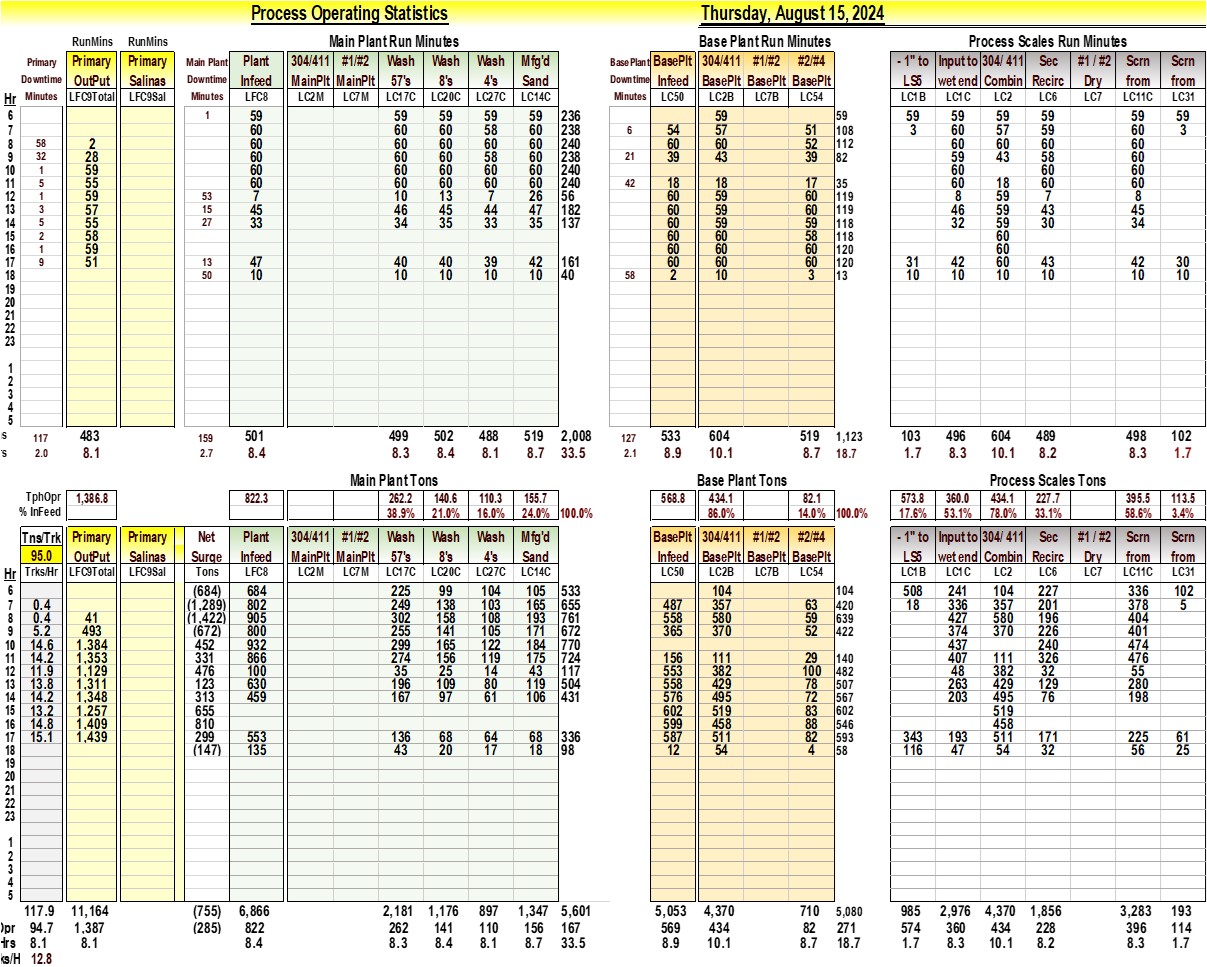 Process Operating Statistics Thursday, August 15, 2024
RunMins RunMins Main Plant Run Minutes Base Plant Run Minutes Process Scales Run Minutes
Primary Primary Primary Main Plant Plant 304/411 #1/#2 Wash Wash Wash Mfg'd BasePlant BasePlt 304/411 #1/#2 #2/#4 - 1" to Input to 304/ 411 Sec #1 / #2 Scrn Scrn
Downtime OutPut Salinas Downtime Infeed MainPlt MainPlt 57's 8's 4's Sand Downtime Infeed BasePlt BasePlt BasePlt LS5 wet end Combin Recirc Dry from from
Hr Minutes LFC9Total LFC9Sal Minutes LFC8 LC2M LC7M LC17C LC20C LC27C LC14C Minutes LC50 LC2B LC7B LC54 LC1B LC1C LC2 LC6 LC7 LC11C LC31
6 1 59 59 59 59 59 236 59 59 59 59 59 59 59 59
7 60 60 60 58 60 238 6 54 57 51 108 3 60 57 59 60 3
8 58 2 60 60 60 60 60 240 60 60 52 112 60 60 60 60
9 32 28 60 60 60 58 60 238 21 39 43 39 82 59 43 58 60
10 1 59 60 60 60 60 60 240 60 60 60
11 5 55 60 60 60 60 60 240 42 18 18 17 35 60 18 60 60
12 1 59 53 7 10 13 7 26 56 60 59 60 119 8 59 7 8
13 3 57 15 45 46 45 44 47 182 60 59 60 119 46 59 43 45
14 5 55 27 33 34 35 33 35 137 60 59 59 118 32 59 30 34
15 2 58 60 60 58 118 60
16 1 59 60 60 60 120 60
17 9 51 13 47 40 40 39 42 161 60 60 60 120 31 42 60 43 42 30
18 50 10 10 10 10 10 40 58 2 10 3 13 10 10 10 10 10 10
19
20
21
22
23
1
2
3
4
5
s 117 483 159 501 499 502 488 519 2,008 127 533 604 519 1,123 103 496 604 489 498 102
s 2.0 8.1 2.7 8.4 8.3 8.4 8.1 8.7 33.5 2.1 8.9 10.1 8.7 18.7 1.7 8.3 10.1 8.2 8.3 1.7
Main Plant Tons Base Plant Tons Process Scales Tons
TphOpr 1,386.8 822.3 262.2 140.6 110.3 155.7 568.8 434.1 82.1 573.8 360.0 434.1 227.7 395.5 113.5
% InFeed 38.9% 21.0% 16.0% 24.0% 100.0% 86.0% 14.0% 100.0% 17.6% 53.1% 78.0% 33.1% 58.6% 3.4%
Tns/Trk Primary Primary Net Plant 304/411 #1/#2 Wash Wash Wash Mfg'd BasePlt 304/411 #1/#2 #2/#4 - 1" to Input to 304/ 411 Sec #1 / #2 Scrn Scrn
95.0 OutPut Salinas Surge Infeed MainPlt MainPlt 57's 8's 4's Sand Infeed BasePlt BasePlt BasePlt LS5 wet end Combin Recirc Dry from from
Hr Trks/Hr LFC9Total LFC9Sal Tons LFC8 LC2M LC7M LC17C LC20C LC27C LC14C LC50 LC2B LC7B LC54 LC1B LC1C LC2 LC6 LC7 LC11C LC31
6 (684) 684 225 99 104 105 533 104 104 508 241 104 227 336 102
7 0.4 (1,289) 802 249 138 103 165 655 487 357 63 420 18 336 357 201 378 5
8 0.4 41 (1,422) 905 302 158 108 193 761 558 580 59 639 427 580 196 404
9 5.2 493 (672) 800 255 141 105 171 672 365 370 52 422 374 370 226 401
10 14.6 1,384 452 932 299 165 122 184 770 437 240 474
11 14.2 1,353 331 866 274 156 119 175 724 156 111 29 140 407 111 326 476
12 11.9 1,129 476 100 35 25 14 43 117 553 382 100 482 48 382 32 55
13 13.8 1,311 123 630 196 109 80 119 504 558 429 78 507 263 429 129 280
14 14.2 1,348 313 459 167 97 61 106 431 576 495 72 567 203 495 76 198
15 13.2 1,257 655 602 519 83 602 519
16 14.8 1,409 810 599 458 88 546 458
17 15.1 1,439 299 553 136 68 64 68 336 587 511 82 593 343 193 511 171 225 61
18 (147) 135 43 20 17 18 98 12 54 4 58 116 47 54 32 56 25
19
20
21
22
23
1
2
3
4
5
117.9 11,164 (755) 6,866 2,181 1,176 897 1,347 5,601 5,053 4,370 710 5,080 985 2,976 4,370 1,856 3,283 193
Opr 94.7 1,387 (285) 822 262 141 110 156 167 569 434 82 271 574 360 434 228 396 114
Hrs 8.1 8.1 8.4 8.3 8.4 8.1 8.7 33.5 8.9 10.1 8.7 18.7 1.7 8.3 10.1 8.2 8.3 1.7
ks/H 12.8